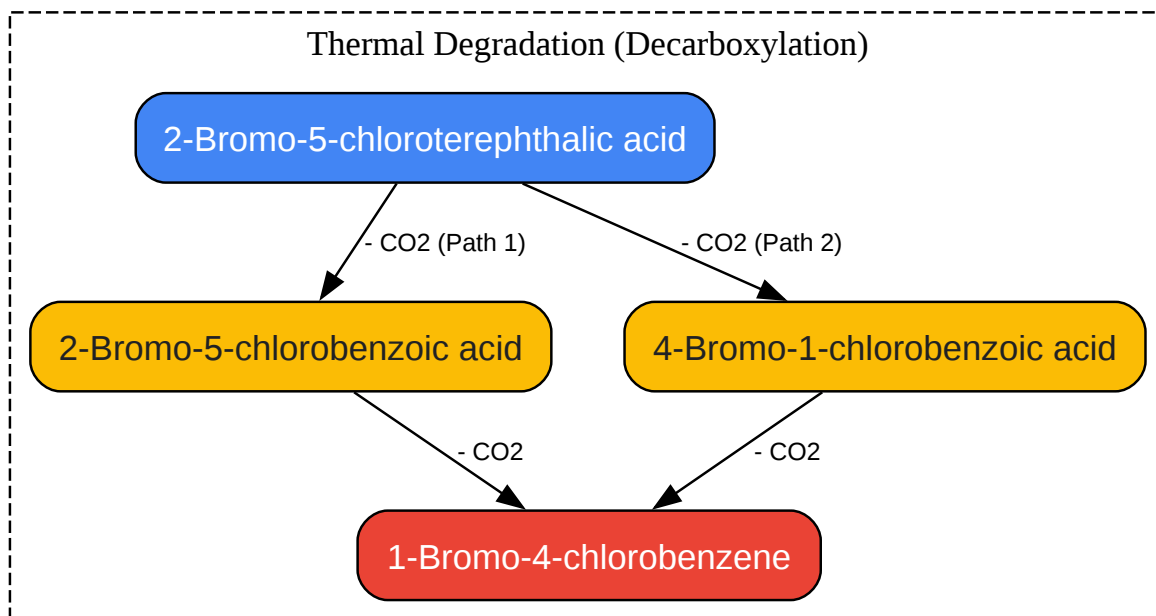 Thermal Degradation (Decarboxylation)
2-Bromo-5-chloroterephthalic acid
- CO2 (Path 1)
- CO2 (Path 2)
2-Bromo-5-chlorobenzoic acid
4-Bromo-1-chlorobenzoic acid
- CO2
- CO2
1-Bromo-4-chlorobenzene